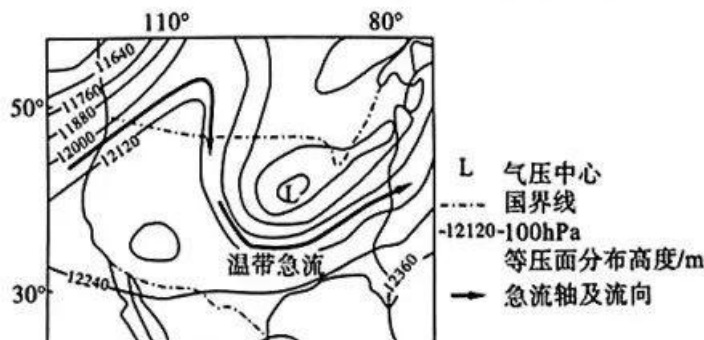 110° 80°
11640
11760
11880
12000
12120
50°
L
温带急流
30°
12240
12360
L 气压中心
国界线
-12120-100hPa
等压面分布高度/m
急流轴及流向